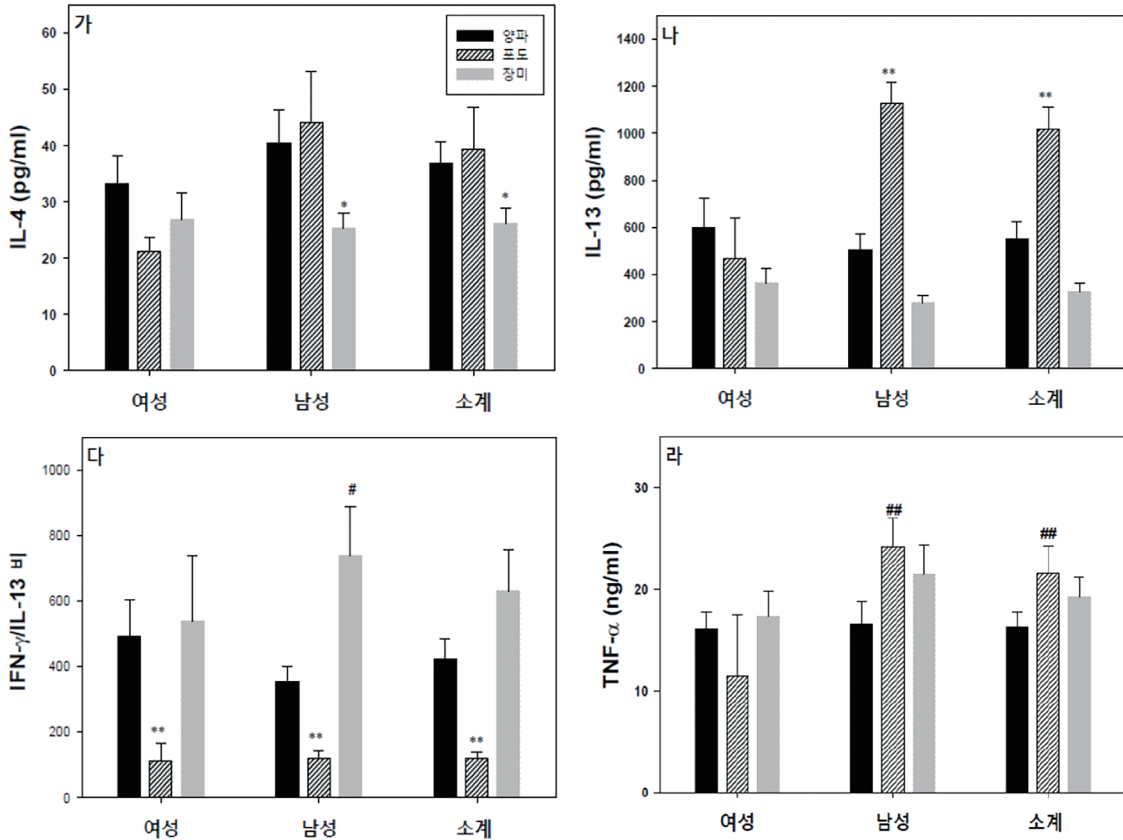 가
양파
포도
장미
60
50
40
30
20
10
0
IL-4 (pg/ml)
*
*
여성
남성
소계
나
1400
1200
1000
800
600
400
200
0
IL-13 (pg/ml)
**
**
여성
남성
소계
다
1000
800
600
400
200
0
IFN-γ/IL-13 비
**
**
#
**
여성
남성
소계
라
30
20
10
0
TNF-α (ng/ml)
##
##
여성
남성
소계